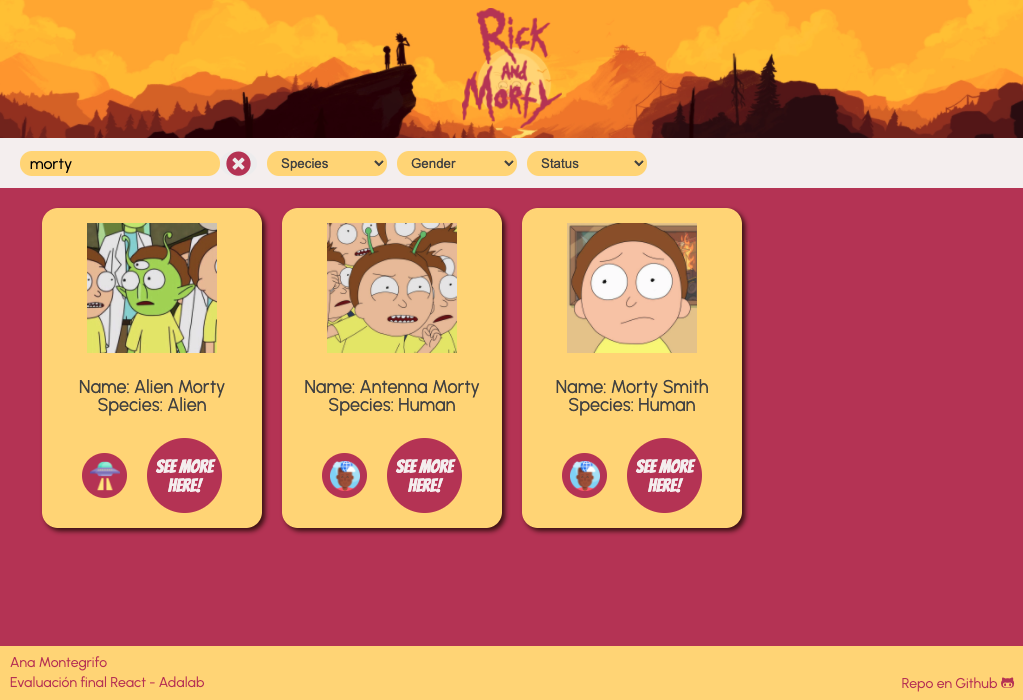 Rick
And
Morty
morty
Species
Gender
Status
Name: Alien Morty
Species: Alien
SEE MORE
HERE!
Name: Antenna Morty
Species: Human
SEE MORE
HERE!
Name: Morty Smith
Species: Human
SEE MORE
HERE!
Ana Montegrifo
Evaluación final React - Adalab
Repo en Github